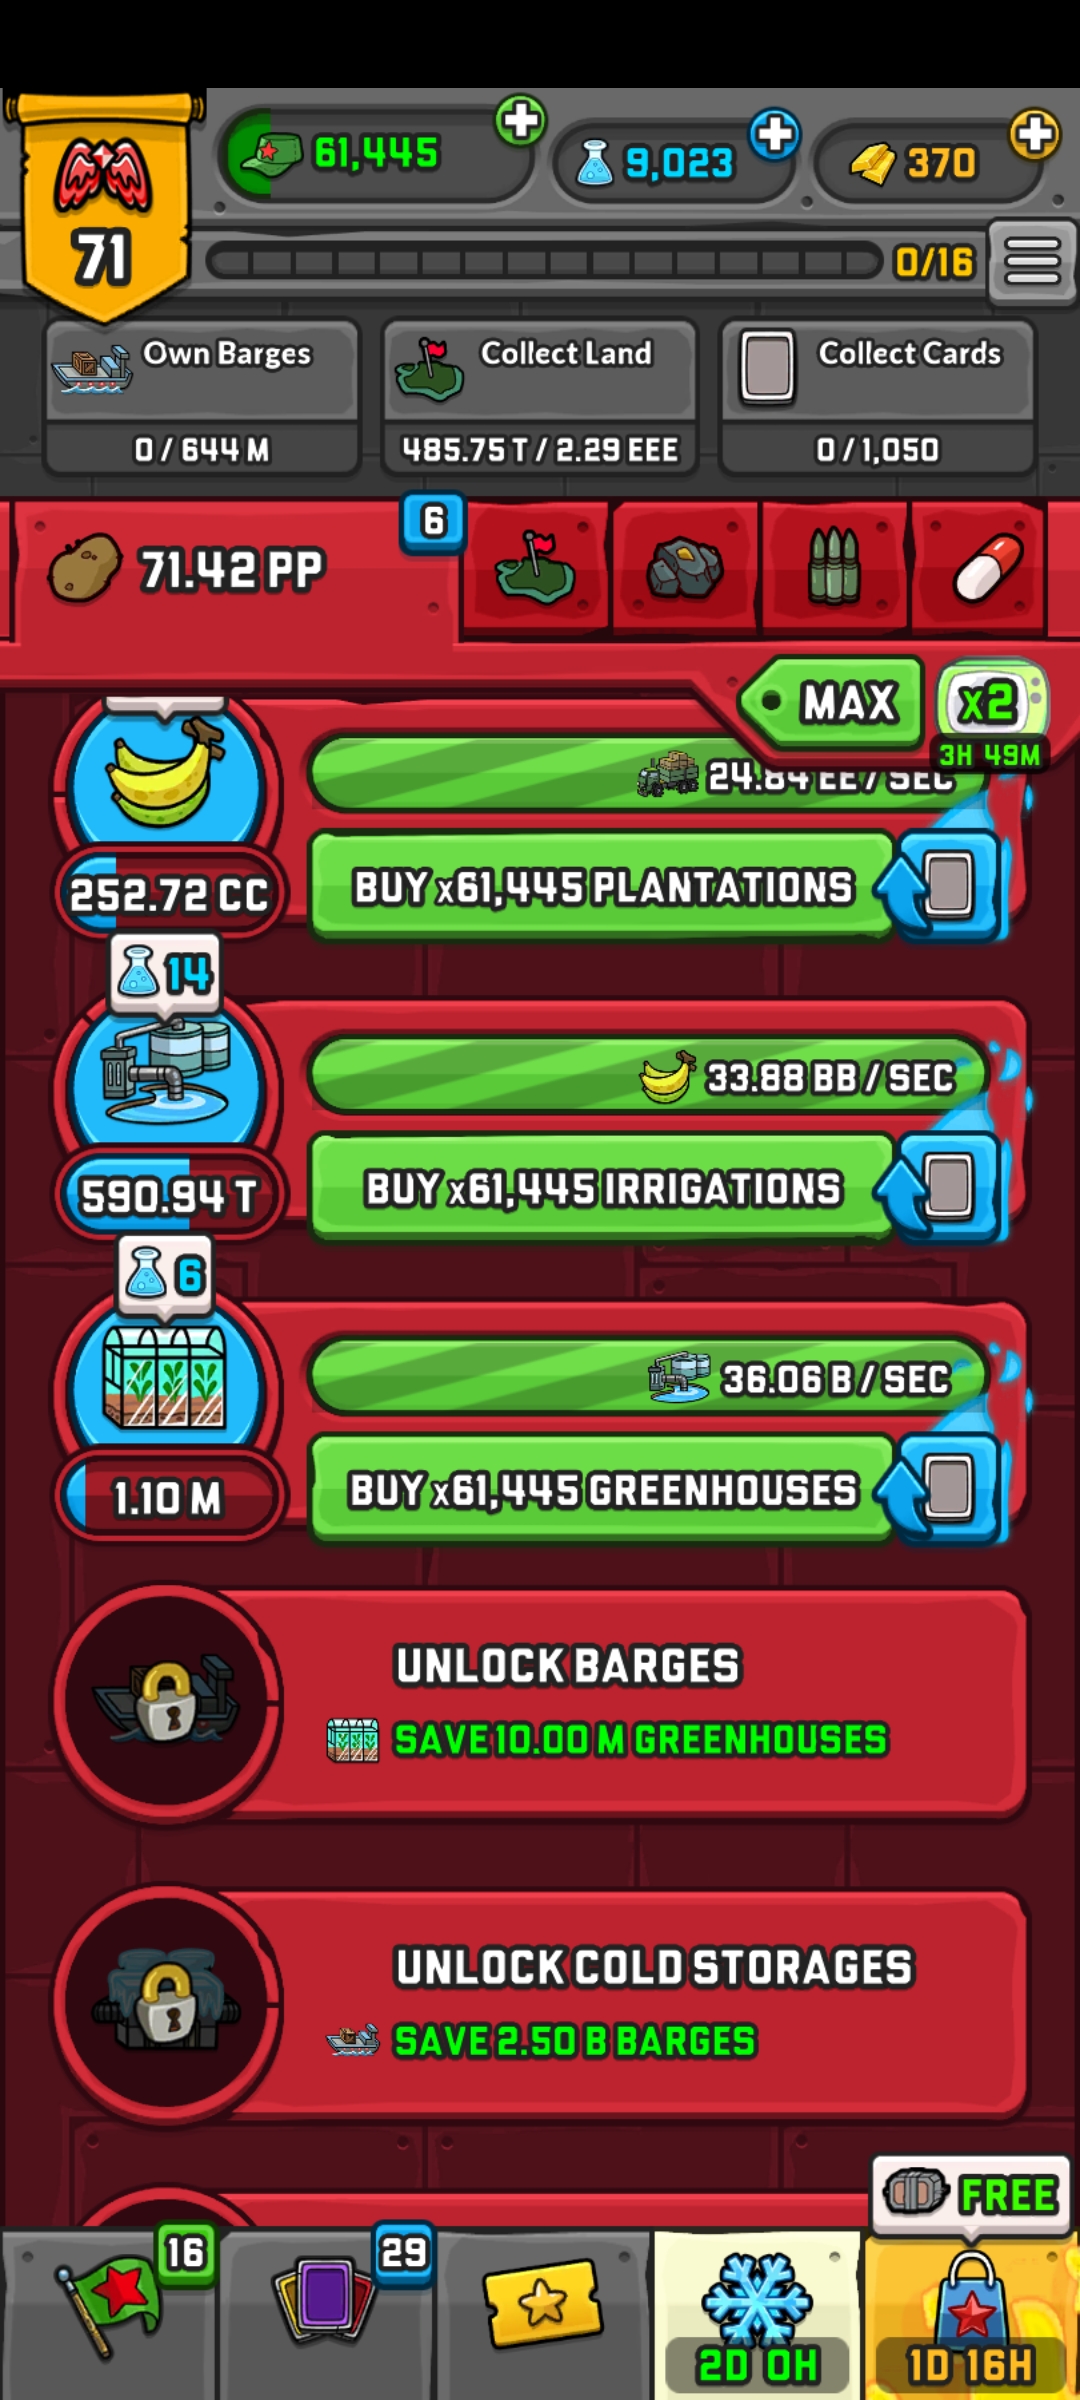 61,445
9,023
370
71
0/16
Own Barges
Collect Land
Collect Cards
0 / 644 M
485.75 T / 2.29 EEE
0 / 1,050
6
71.42 PP
MAX
x2
3H 49M
24.84 EE / SEC
252.72 CC
BUY x61,445 PLANTATIONS
14
33.88 BB / SEC
590.94 T
BUY x61,445 IRRIGATIONS
6
36.06 B / SEC
1.10 M
BUY x61,445 GREENHOUSES
UNLOCK BARGES
SAVE 10.00 M GREENHOUSES
UNLOCK COLD STORAGES
SAVE 2.50 B BARGES
FREE
16
29
2D 0H
1D 16H